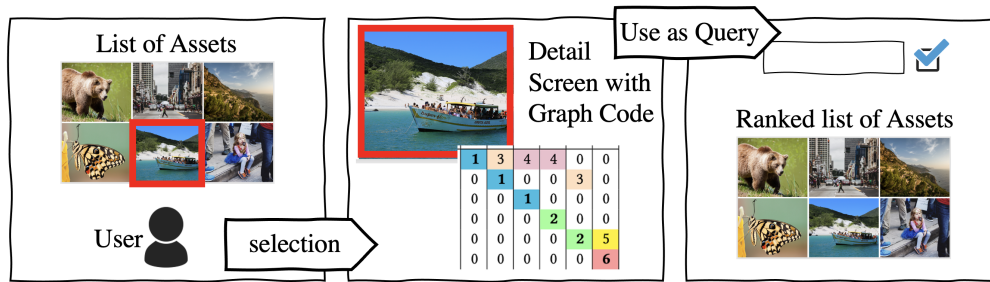 List of Assets
User
selection
Detail
Screen with
Graph Code
1 3 4 4 0 0
0 1 0 0 3 0
0 0 1 0 0 0
0 0 0 2 0 0
0 0 0 0 2 5
0 0 0 0 0 6
Use as Query
Ranked list of Assets